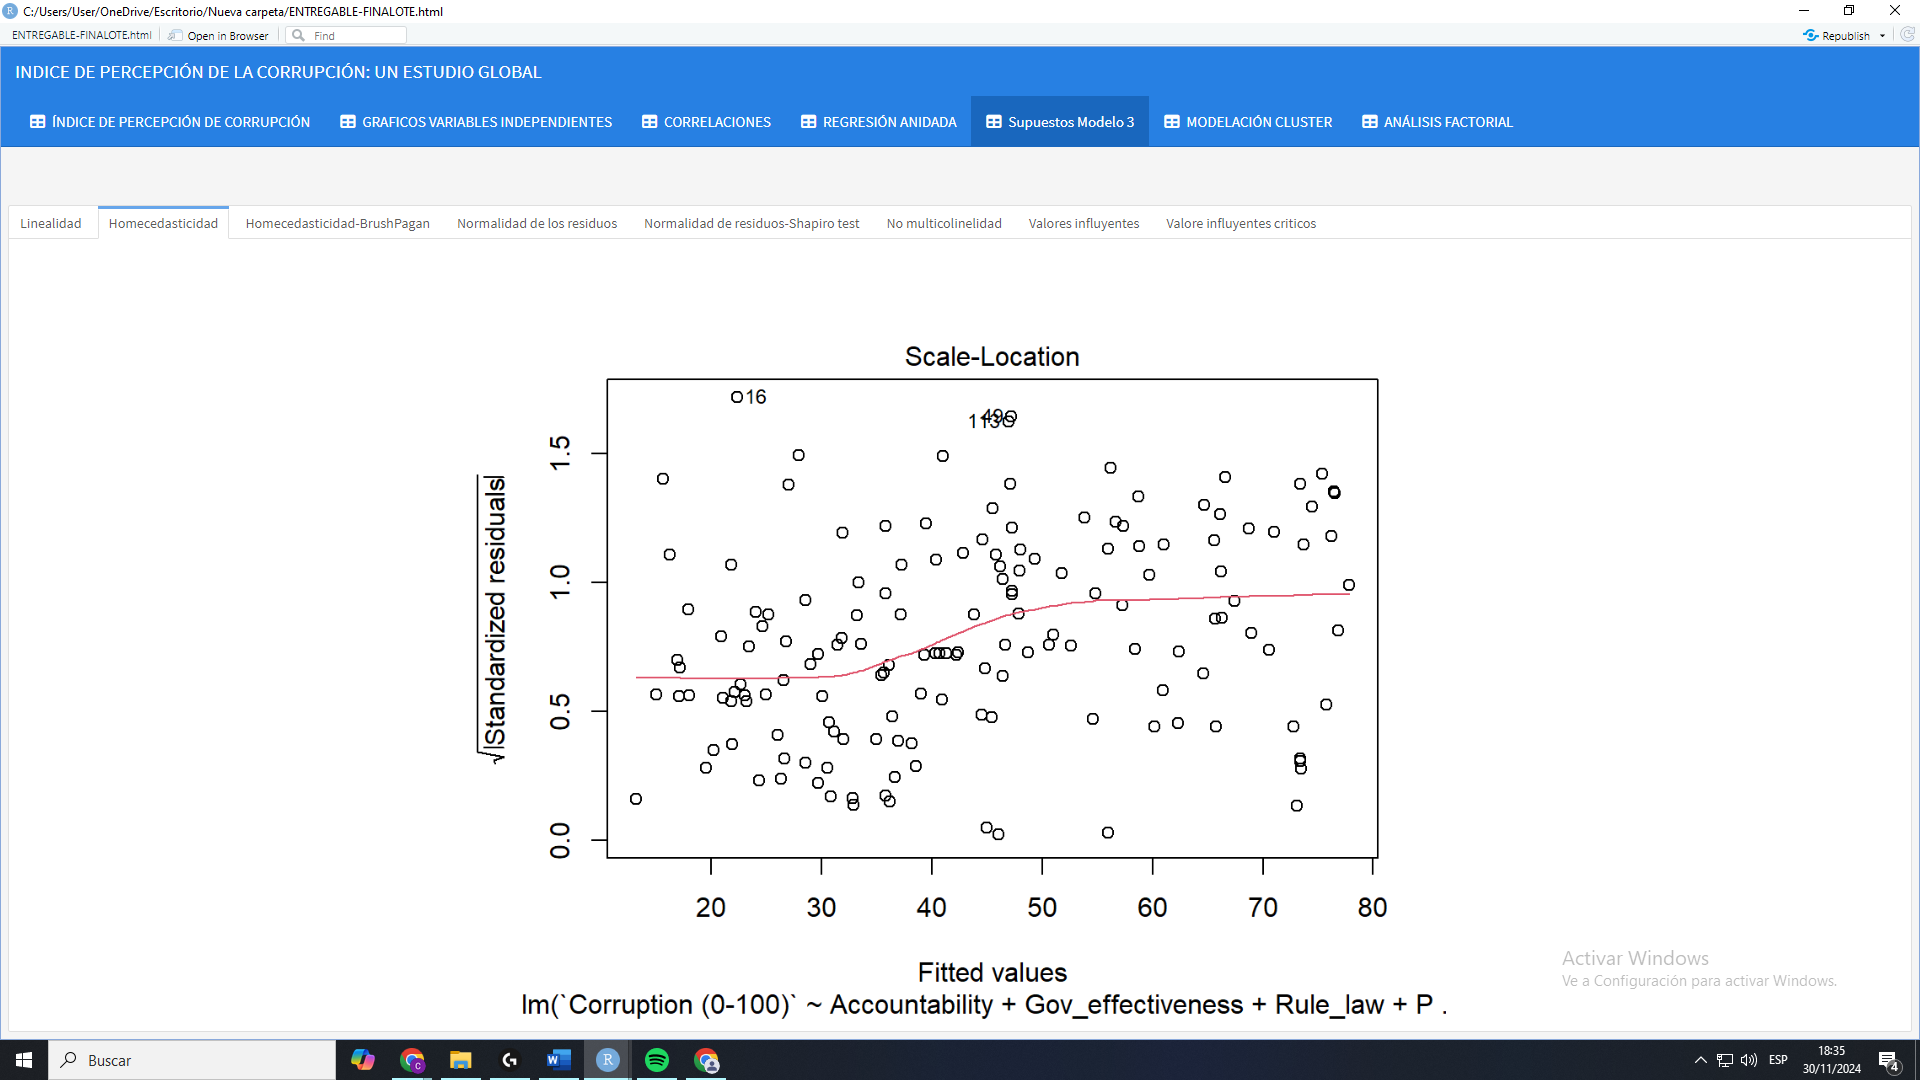 C:/Users/User/OneDrive/Escritorio/Nueva carpeta/ENTREGABLE-FINALOTE.html
ENTREGABLE-FINALOTE.html Open in Browser Find Republish
INDICE DE PERCEPCIÓN DE LA CORRUPCIÓN: UN ESTUDIO GLOBAL
ÍNDICE DE PERCEPCIÓN DE CORRUPCIÓN GRAFICOS VARIABLES INDEPENDIENTES CORRELACIONES REGRESIÓN ANIDADA Supuestos Modelo 3 MODELACIÓN CLUSTER ANÁLISIS FACTORIAL
Linealidad Homecedasticidad Homecedasticidad-BrushPagan Normalidad de los residuos Normalidad de residuos-Shapiro test No multicolinelidad Valores influyentes Valore influyentes criticos
Scale-Location
16
49
113
1.5
1.0
0.5
0.0
√|Standardized residuals|
20 30 40 50 60 70 80
Fitted values
lm(`Corruption (0-100)` ~ Accountability + Gov_effectiveness + Rule_law + P .
Activar Windows
Ve a Configuración para activar Windows.
Buscar
ESP
18:35
30/11/2024
4